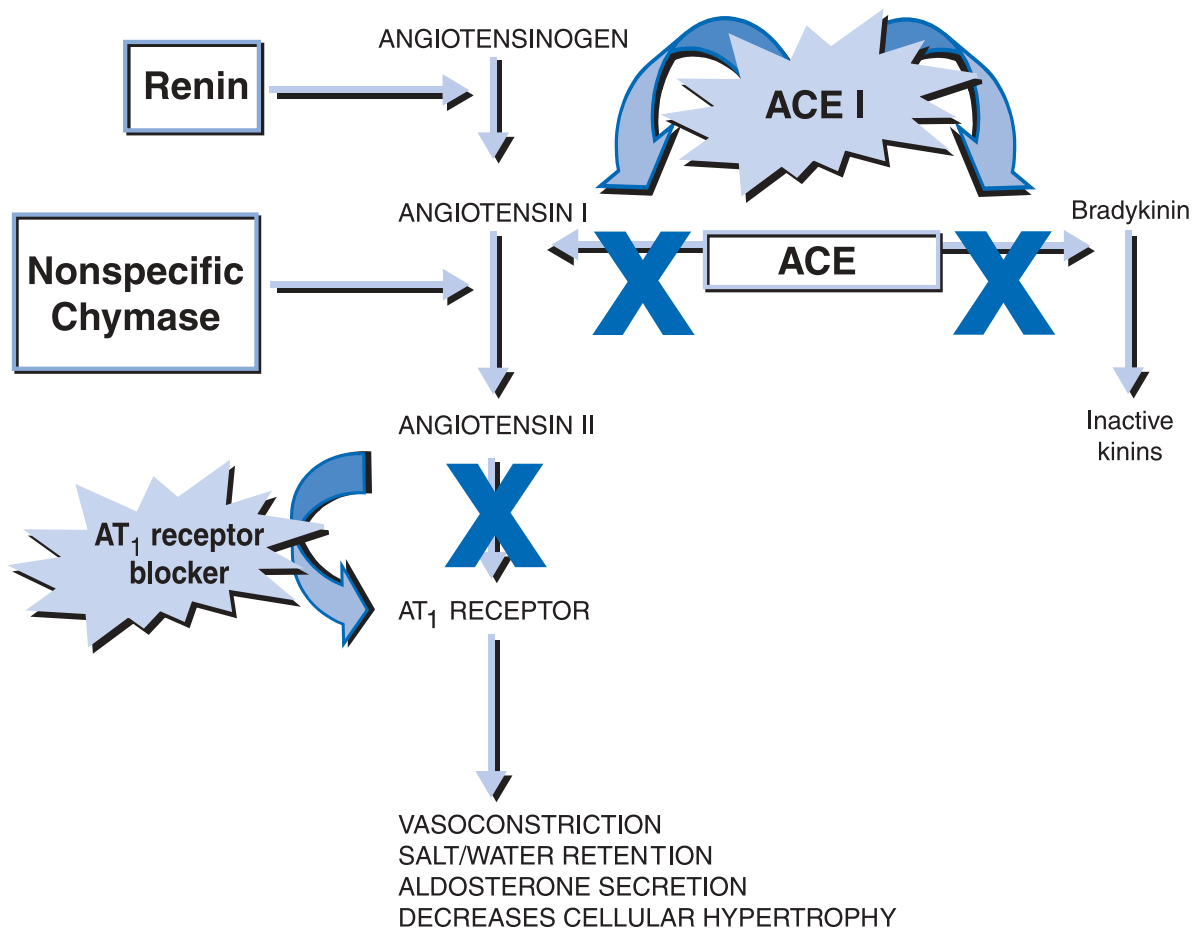 ANGIOTENSINOGEN
Renin
ACE I
ANGIOTENSIN I
Bradykinin
Nonspecific
Chymase
ACE
X
X
ANGIOTENSIN II
Inactive
kinins
X
AT₁ receptor
blocker
AT₁ RECEPTOR
VASOCONSTRICTION
SALT/WATER RETENTION
ALDOSTERONE SECRETION
DECREASES CELLULAR HYPERTROPHY